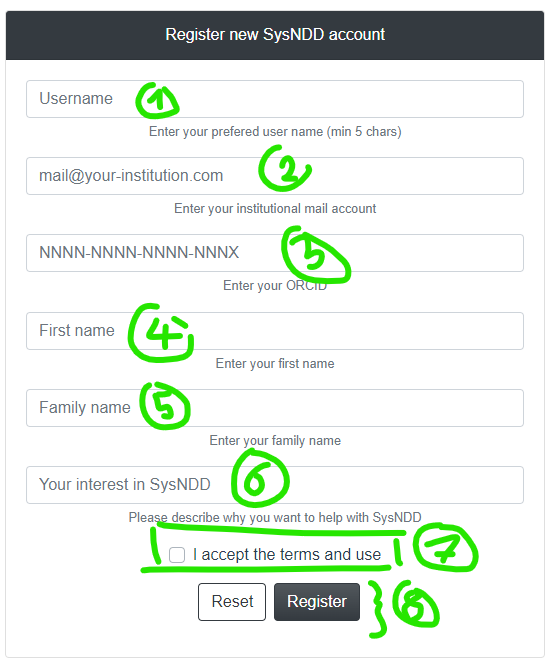 Register new SysNDD account
Username 1
Enter your prefered user name (min 5 chars)
mail@your-institution.com 2
Enter your institutional mail account
NNNN-NNNN-NNNN-NNNX 3
Enter your ORCID
First name 4
Enter your first name
Family name 5
Enter your family name
Your interest in SysNDD 6
Please describe why you want to help with SysNDD
I accept the terms and use 7
Reset Register 8